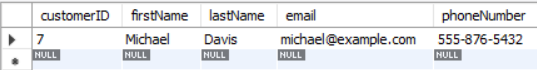 customerID firstName lastName email phoneNumber
7 Michael Davis michael@example.com 555-876-5432
NULL NULL NULL NULL NULL